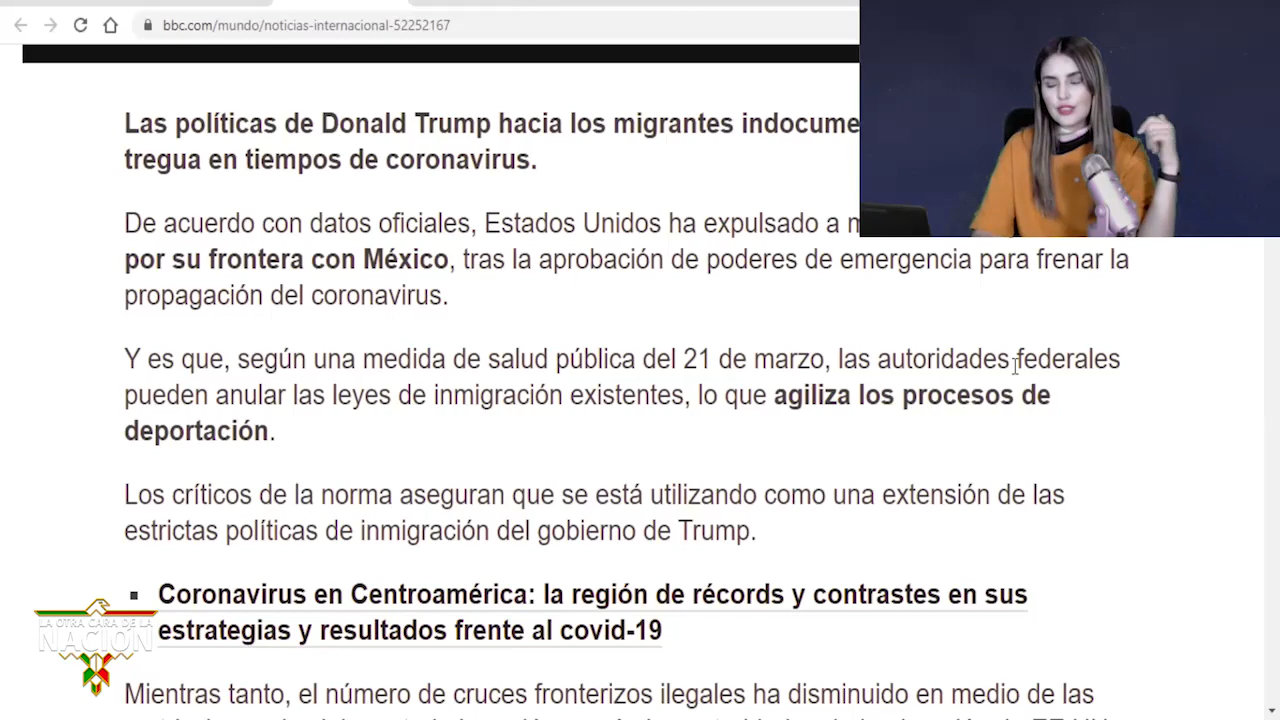 bbc.com/mundo/noticias-internacional-52252167
Las políticas de Donald Trump hacia los migrantes
tregua en tiempos de coronavirus.
De acuerdo con datos oficiales, Estados Unidos ha expulsado a
por su frontera con México, tras la aprobación de poderes de emergencia para frenar la
propagación del coronavirus.
Y es que, según una medida de salud pública del 21 de marzo, las autoridades federales
pueden anular las leyes de inmigración existentes, lo que agiliza los procesos de
deportación.
Los críticos de la norma aseguran que se está utilizando como una extensión de las
estrictas políticas de inmigración del gobierno de Trump.
Coronavirus en Centroamérica: la región de récords y contrastes en sus
estrategias y resultados frente al covid-19
LA OTRA CARA DE LA
NACIÓN
Mientras tanto, el número de cruces fronterizos ilegales ha disminuido en medio de las